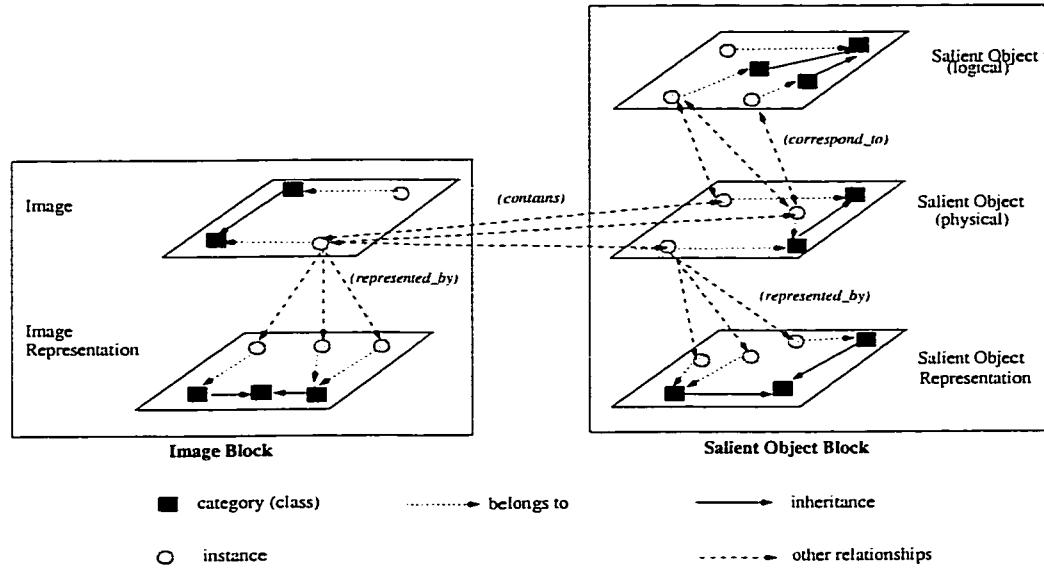 Salient Object
(logical)
(correspond_to)
Image
(contains)
Salient Object
(physical)
(represented_by)
(represented_by)
Image
Representation
Salient Object
Representation
Image Block
Salient Object Block
category (class)
belongs to
inheritance
instance
other relationships